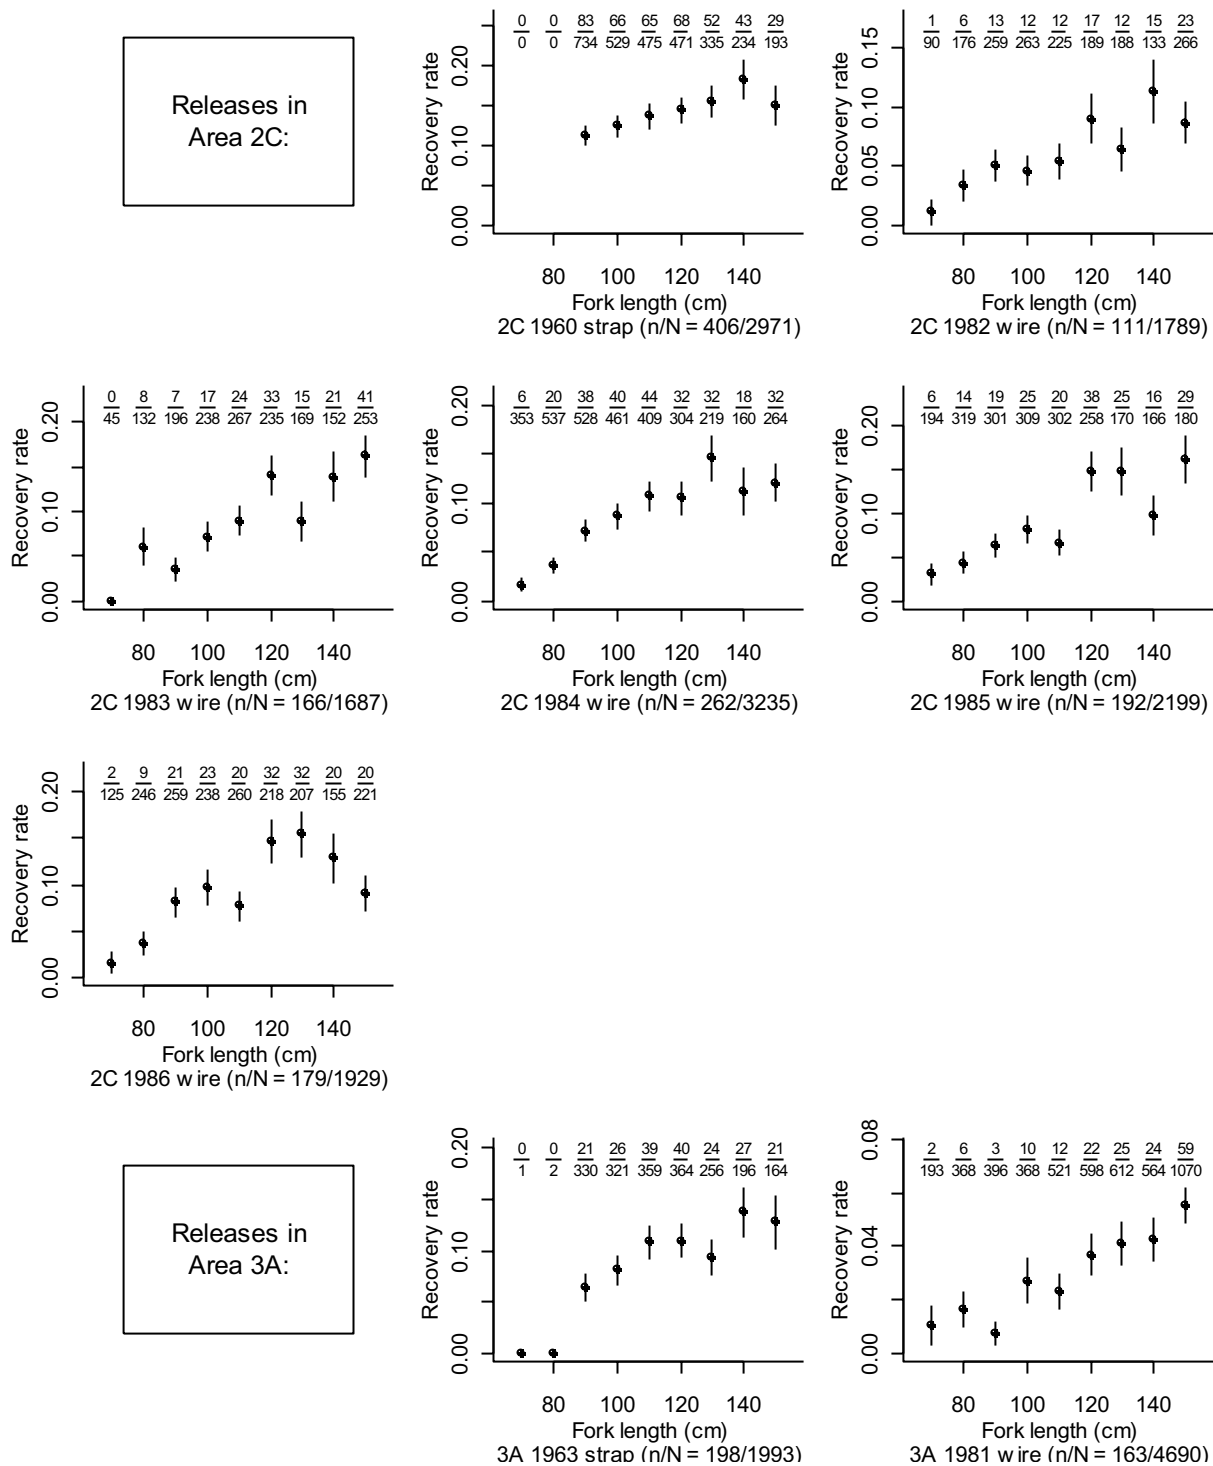 Releases in
Area 2C:
0 0 83 66 65 68 52 43 29
0 0 734 529 475 471 335 234 193
Recovery rate
0.00 0.10 0.20
80 100 120 140
Fork length (cm)
2C 1960 strap (n/N = 406/2971)
1 6 13 12 12 17 12 15 23
90 176 259 263 225 189 188 133 266
Recovery rate
0.00 0.05 0.10 0.15
80 100 120 140
Fork length (cm)
2C 1982 wire (n/N = 111/1789)
0 8 7 17 24 33 15 21 41
45 132 196 238 267 235 169 152 253
Recovery rate
0.00 0.10 0.20
80 100 120 140
Fork length (cm)
2C 1983 wire (n/N = 166/1687)
6 20 38 40 44 32 32 18 32
353 537 528 461 409 304 219 160 264
Recovery rate
0.00 0.10 0.20
80 100 120 140
Fork length (cm)
2C 1984 wire (n/N = 262/3235)
6 14 19 25 20 38 25 16 29
194 319 301 309 302 258 170 166 180
Recovery rate
0.00 0.10 0.20
80 100 120 140
Fork length (cm)
2C 1985 wire (n/N = 192/2199)
2 9 21 23 20 32 32 20 20
125 246 259 238 260 218 207 155 221
Recovery rate
0.00 0.10 0.20
80 100 120 140
Fork length (cm)
2C 1986 wire (n/N = 179/1929)
Releases in
Area 3A:
0 0 21 26 39 40 24 27 21
1 2 330 321 359 364 256 196 164
Recovery rate
0.00 0.10 0.20
80 100 120 140
Fork length (cm)
3A 1963 strap (n/N = 198/1993)
2 6 3 10 12 22 25 24 59
193 368 396 368 521 598 612 564 1070
Recovery rate
0.00 0.04 0.08
80 100 120 140
Fork length (cm)
3A 1981 wire (n/N = 163/4690)